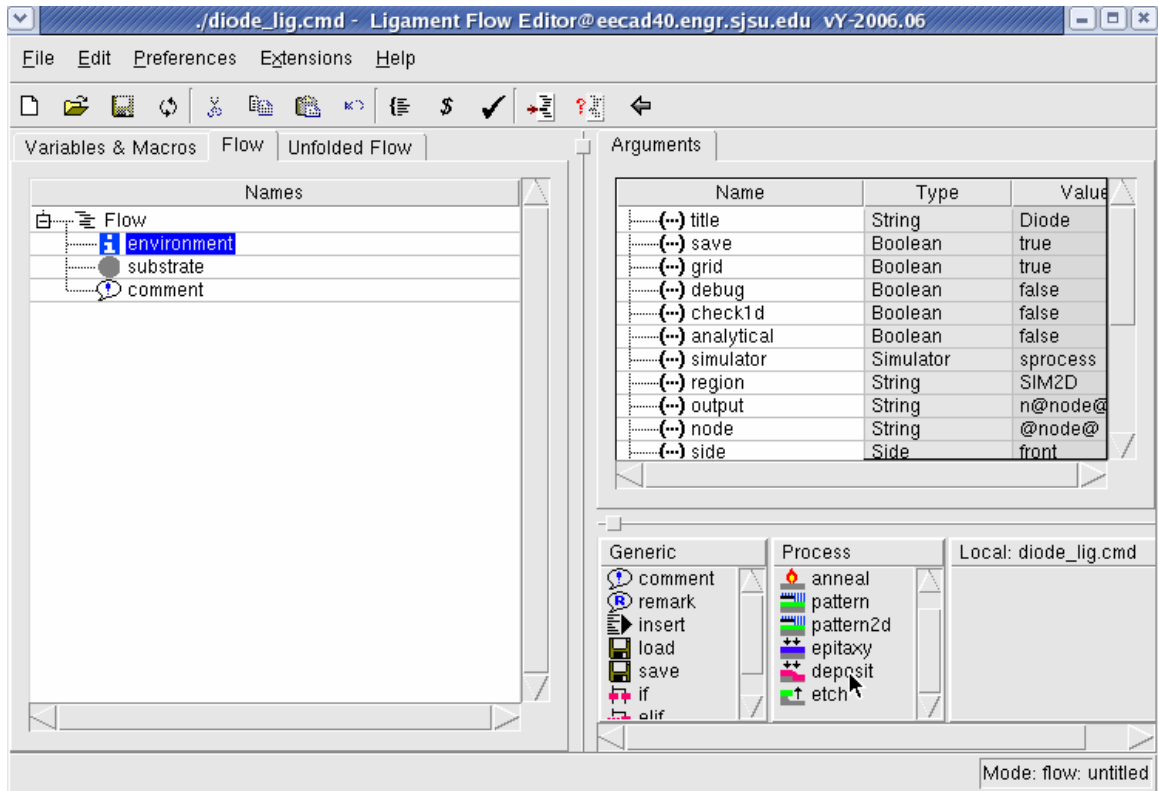 ./diode_lig.cmd - Ligament Flow Editor@eecad40.engr.sjsu.edu vY-2006.06
File Edit Preferences Extensions Help
Variables & Macros Flow Unfolded Flow
Names
Flow
environment
substrate
comment
Arguments
Name Type Value
title String Diode
save Boolean true
grid Boolean true
debug Boolean false
check1d Boolean false
analytical Boolean false
simulator Simulator sprocess
region String SIM2D
output String n@node@
node String @node@
side Side front
Generic
comment
remark
insert
load
save
if
elif
Process
anneal
pattern
pattern2d
epitaxy
deposit
etch
Local: diode_lig.cmd
Mode: flow: untitled